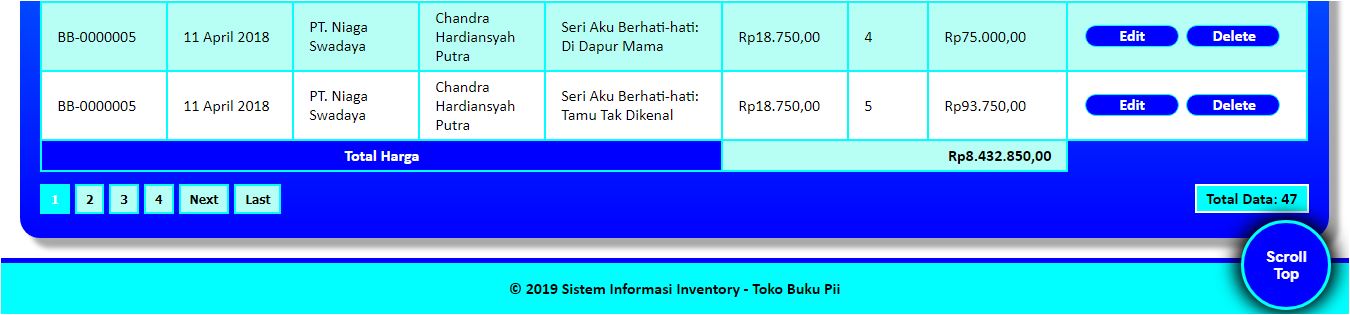 BB-0000005 11 April 2018 PT. Niaga Swadaya Chandra Hardiansyah Putra Seri Aku Berhati-hati: Di Dapur Mama Rp18.750,00 4 Rp75.000,00 Edit Delete
BB-0000005 11 April 2018 PT. Niaga Swadaya Chandra Hardiansyah Putra Seri Aku Berhati-hati: Tamu Tak Dikenal Rp18.750,00 5 Rp93.750,00 Edit Delete
Total Harga Rp8.432.850,00
1 2 3 4 Next Last Total Data: 47
Scroll
Top
© 2019 Sistem Informasi Inventory - Toko Buku Pii